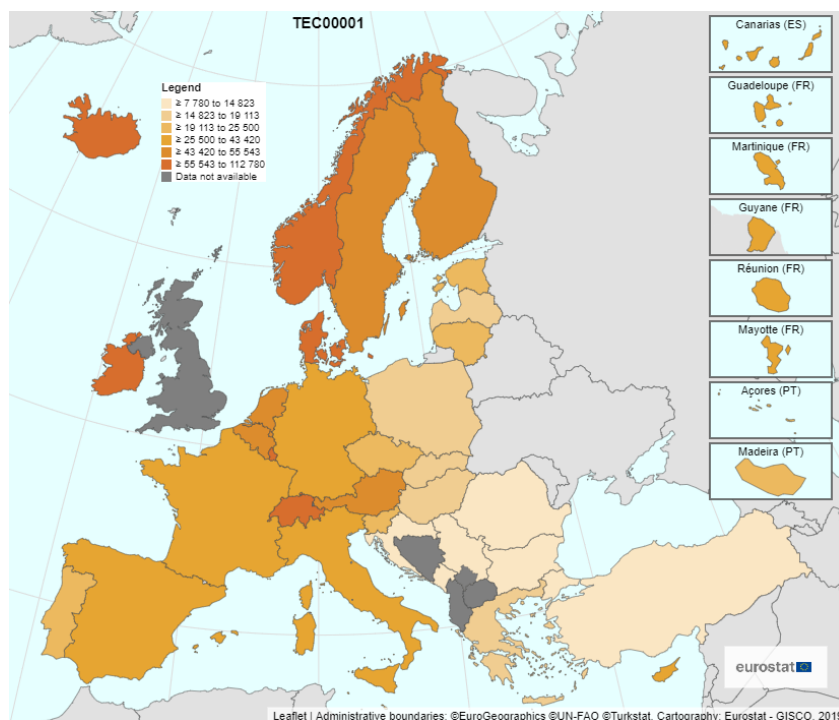 TEC00001
Legend
≥ 7 780 to 14 823
≥ 14 823 to 19 113
≥ 19 113 to 25 500
≥ 25 500 to 43 420
≥ 43 420 to 55 543
≥ 55 543 to 112 780
Data not available
Canarias (ES)
Guadeloupe (FR)
Martinique (FR)
Guyane (FR)
Réunion (FR)
Mayotte (FR)
Açores (PT)
Madeira (PT)
eurostat
Leaflet | Administrative boundaries: ©EuroGeographics ©UN-FAO ©Turkstat, Cartography: Eurostat - GISCO, 2019